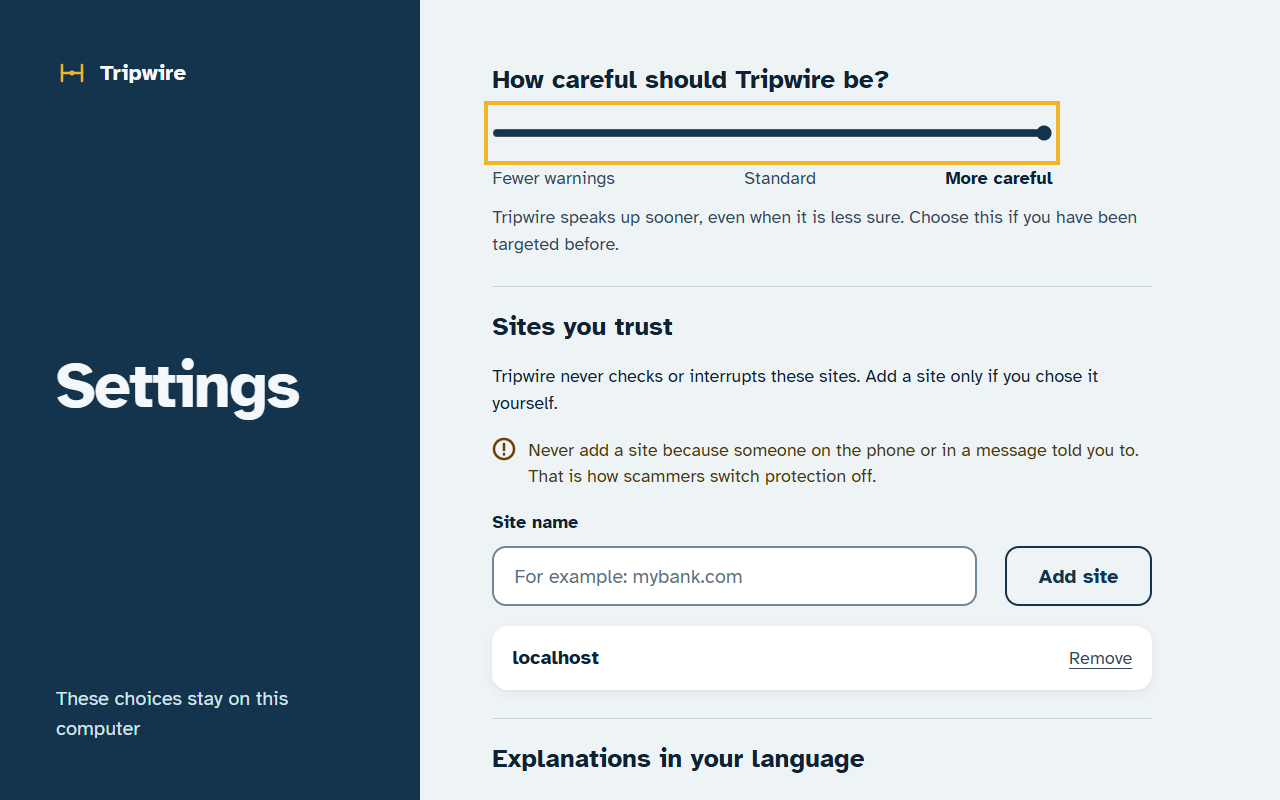 Tripwire
Settings
These choices stay on this
computer
How careful should Tripwire be?
Fewer warnings
Standard
More careful
Tripwire speaks up sooner, even when it is less sure. Choose this if you have been
targeted before.
Sites you trust
Tripwire never checks or interrupts these sites. Add a site only if you chose it
yourself.
Never add a site because someone on the phone or in a message told you to.
That is how scammers switch protection off.
Site name
For example: mybank.com
Add site
localhost
Remove
Explanations in your language